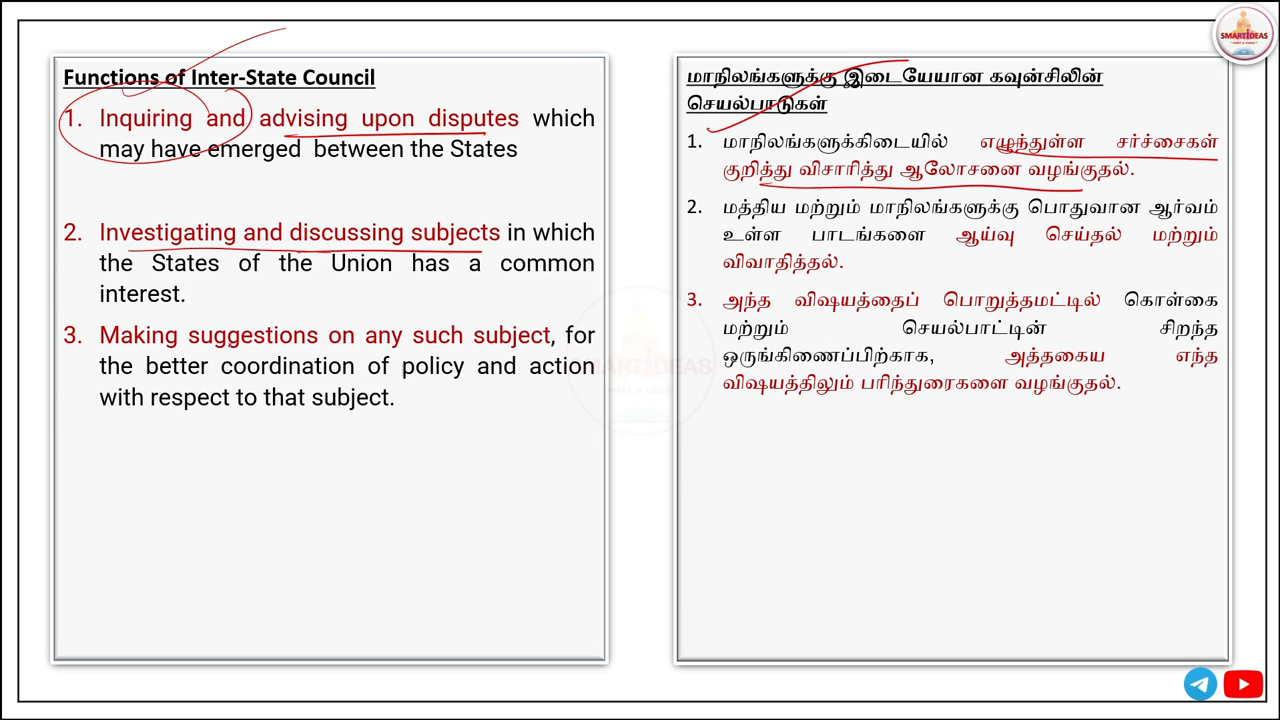 SMARTIDEAS
Functions of Inter-State Council
1. Inquiring and advising upon disputes which
may have emerged between the States
2. Investigating and discussing subjects in which
the States of the Union has a common
interest.
3. Making suggestions on any such subject, for
the better coordination of policy and action
with respect to that subject.
மாநிலங்களுக்கு இடையேயான கவுன்சிலின்
செயல்பாடுகள்
1. மாநிலங்களுக்கிடையில் எழுந்துள்ள சர்ச்சைகள்
குறித்து விசாரித்து ஆலோசனை வழங்குதல்.
2. மத்திய மற்றும் மாநிலங்களுக்கு பொதுவான ஆர்வம்
உள்ள பாடங்களை ஆய்வு செய்தல் மற்றும்
விவாதித்தல்.
3. அந்த விஷயத்தைப் பொறுத்தமட்டில் கொள்கை
மற்றும் செயல்பாட்டின் சிறந்த
ஒருங்கிணைப்பிற்காக, அத்தகைய எந்த
விஷயத்திலும் பரிந்துரைகளை வழங்குதல்.